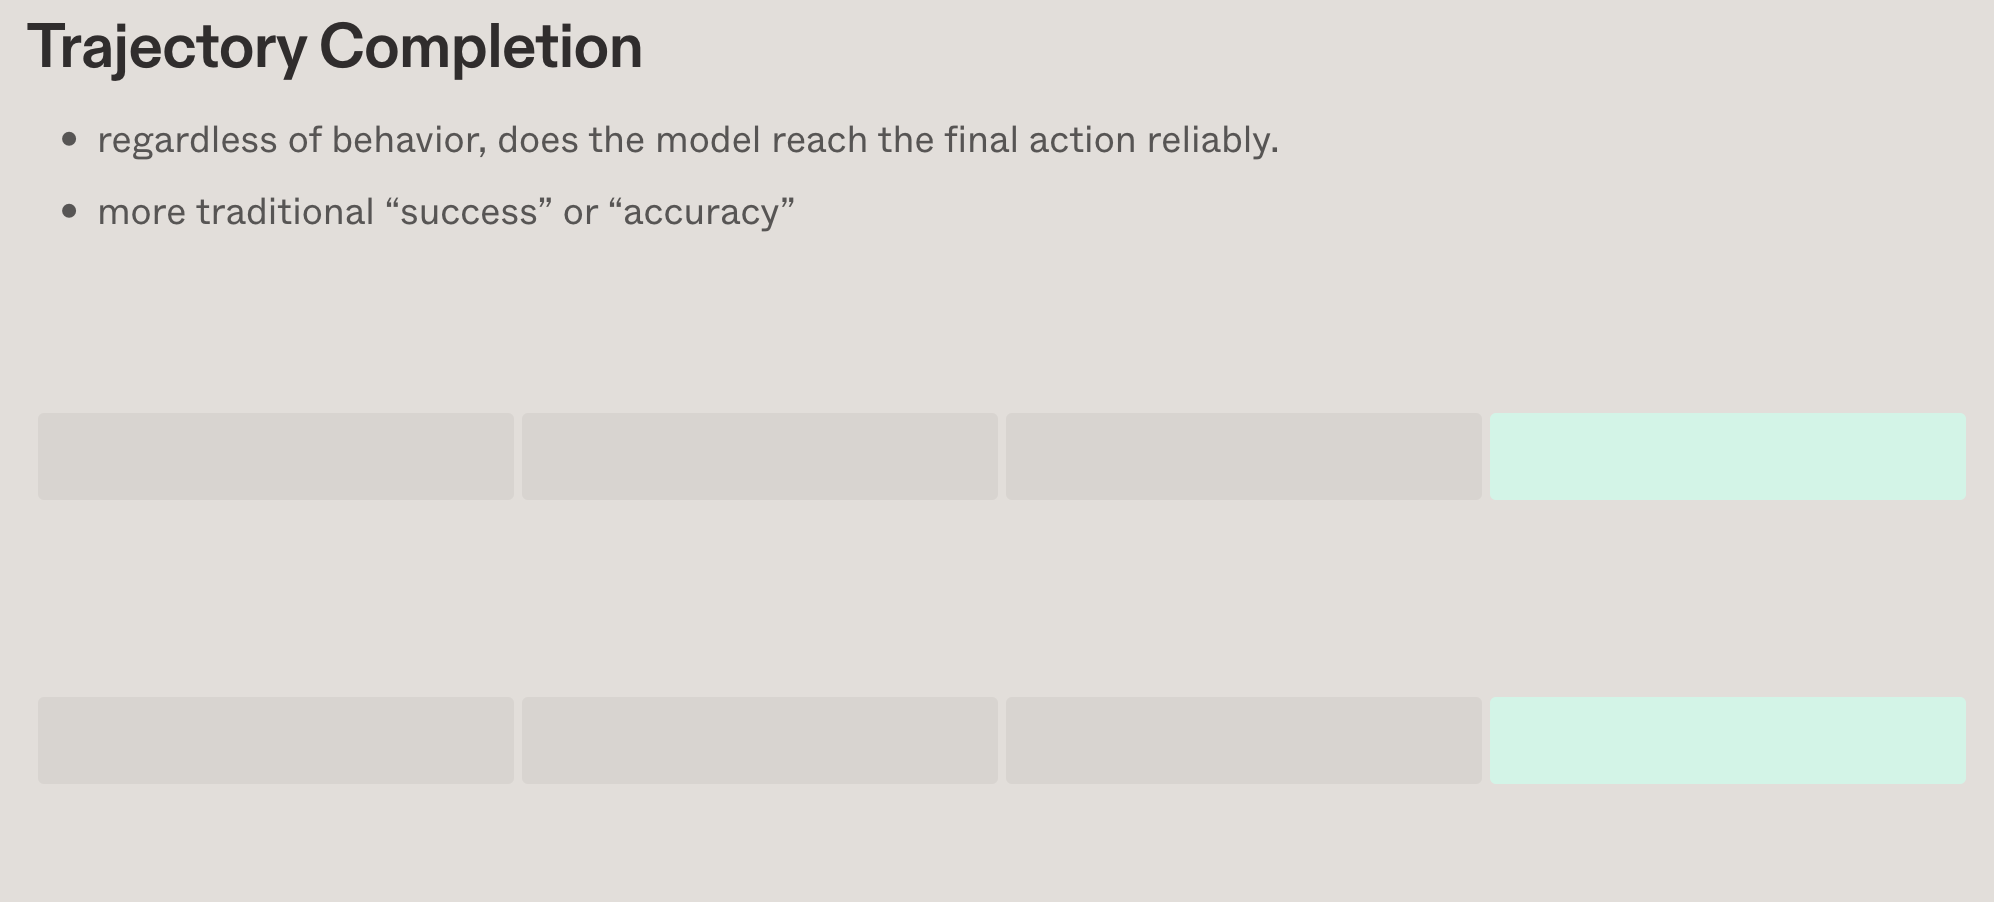 Trajectory Completion
• regardless of behavior, does the model reach the final action reliably.
• more traditional “success” or “accuracy”